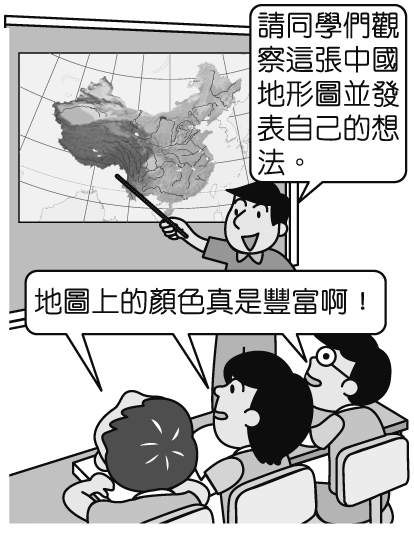 請同學們觀
察這張中國
地形圖並發
表自己的想
法。
地圖上的顏色真是豐富啊！